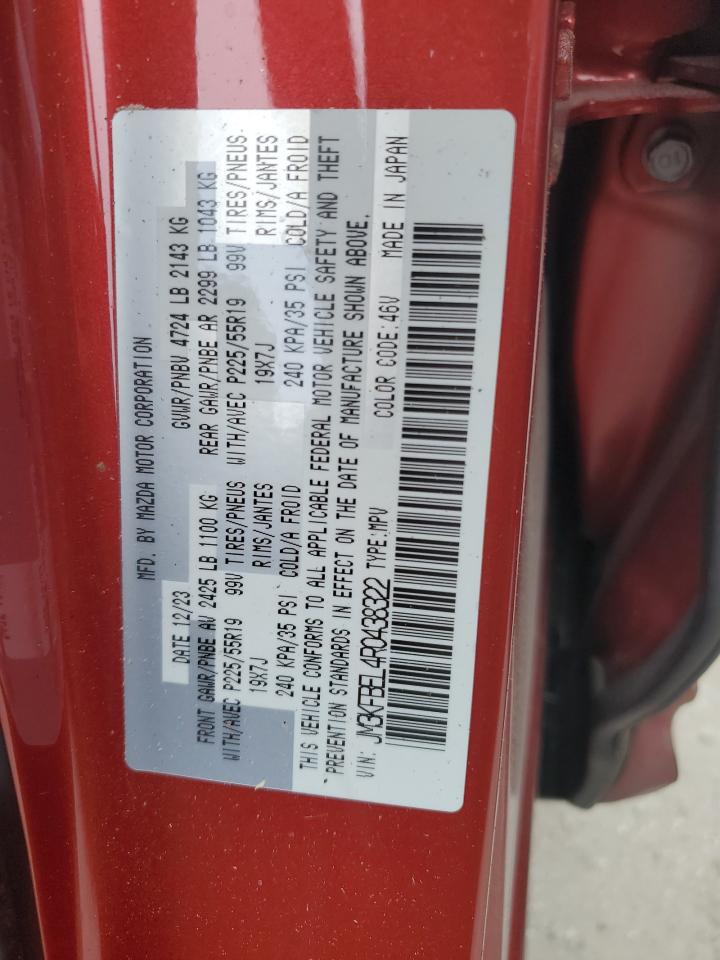 MFD. BY MAZDA MOTOR CORPORATION
DATE 12/23 GVWR/PNBV 4724 LB 2143 KG
FRONT GAWR/PNBE AV 2425 LB 1100 KG REAR GAWR/PNBE AR 2299 LB 1043 KG
WITH/AVEC P225/55R19 99V TIRES/PNEUS WITH/AVEC P225/55R19 99V TIRES/PNEUS
19X7J RIMS/JANTES 19X7J RIMS/JANTES
240 KPA/35 PSI COLD/A FROID 240 KPA/35 PSI COLD/A FROID
THIS VEHICLE CONFORMS TO ALL APPLICABLE FEDERAL MOTOR VEHICLE SAFETY AND THEFT
PREVENTION STANDARDS IN EFFECT ON THE DATE OF MANUFACTURE SHOWN ABOVE.
VIN: JM3KFBEL4R0438322 TYPE:MPV COLOR CODE:46V MADE IN JAPAN